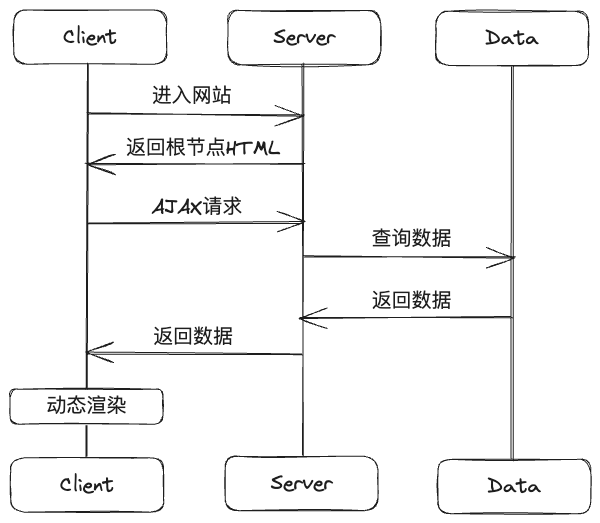 Client
Server
Data
进入网站
返回根节点HTML
AJAX请求
查询数据
返回数据
返回数据
动态渲染
Client
Server
Data